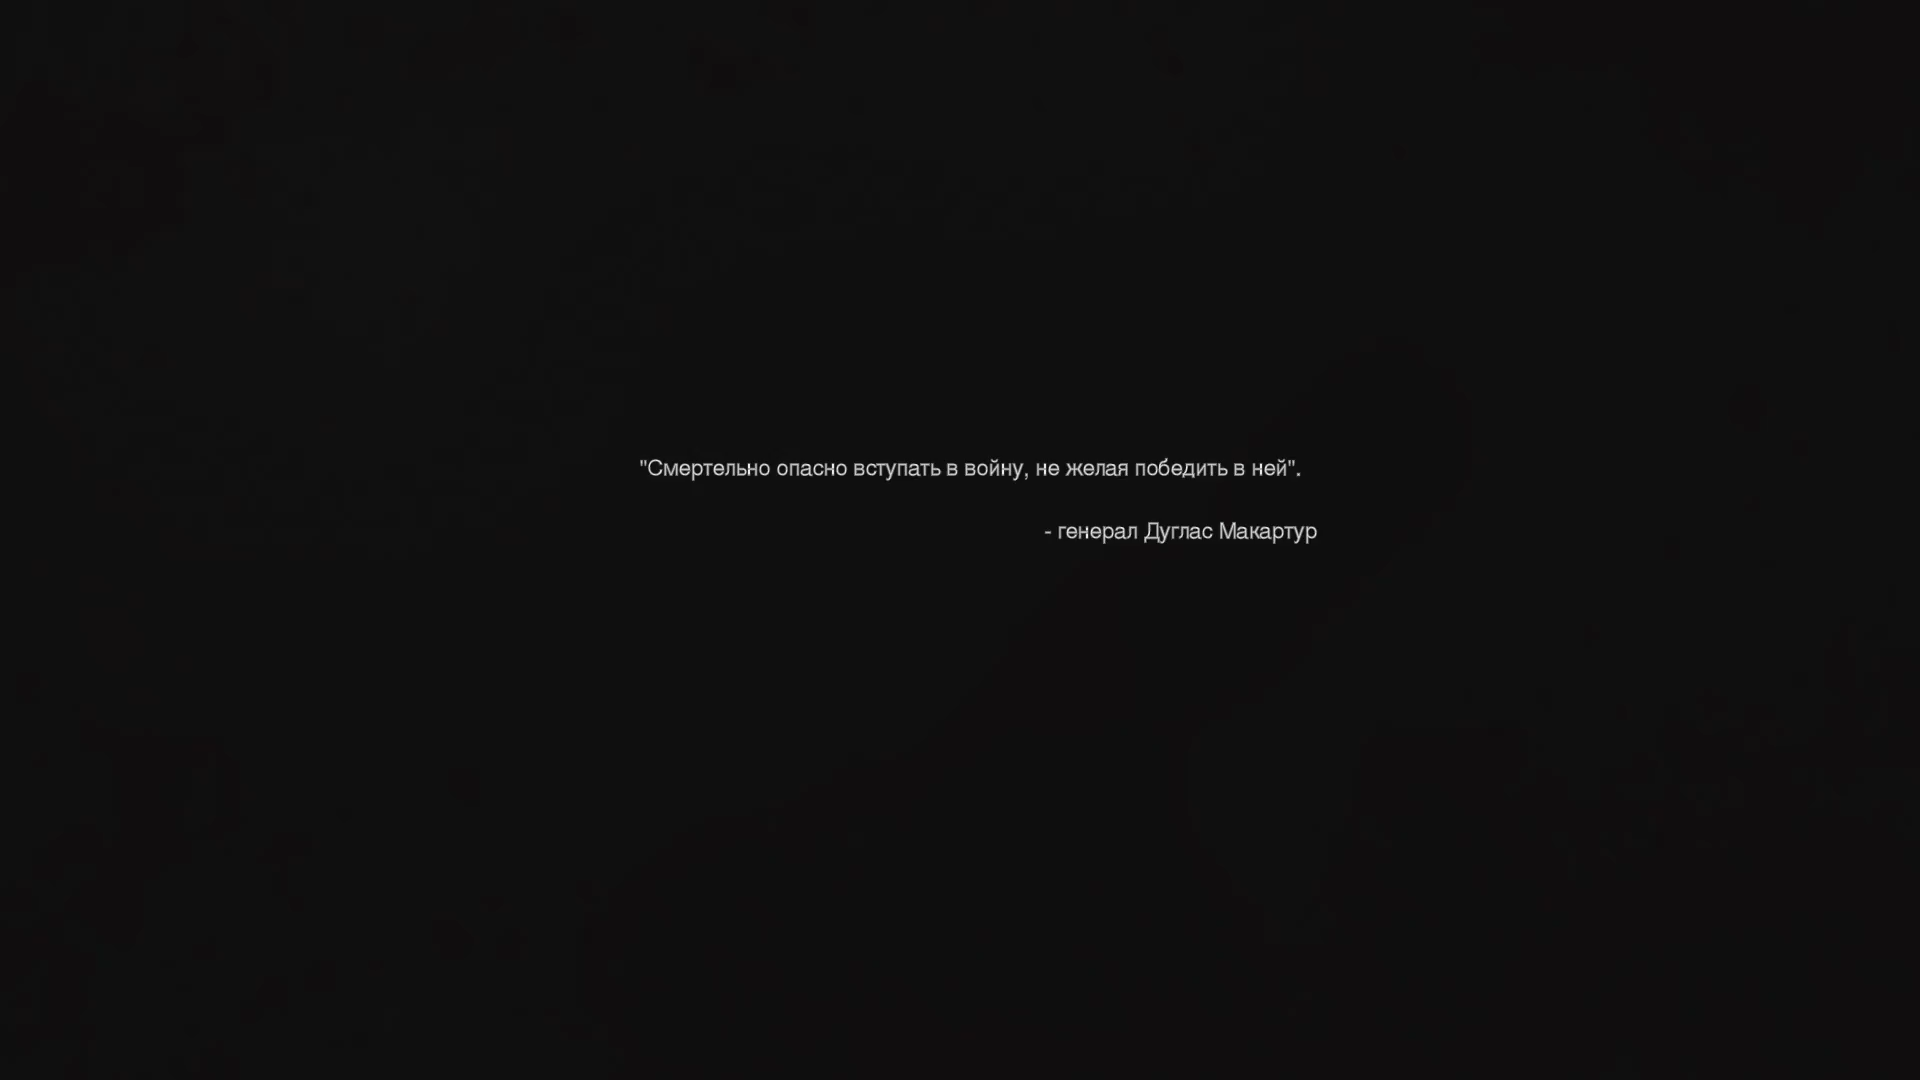 "Смертельно опасно вступать в войну, не желая победить в ней".
- генерал Дуглас Макартур